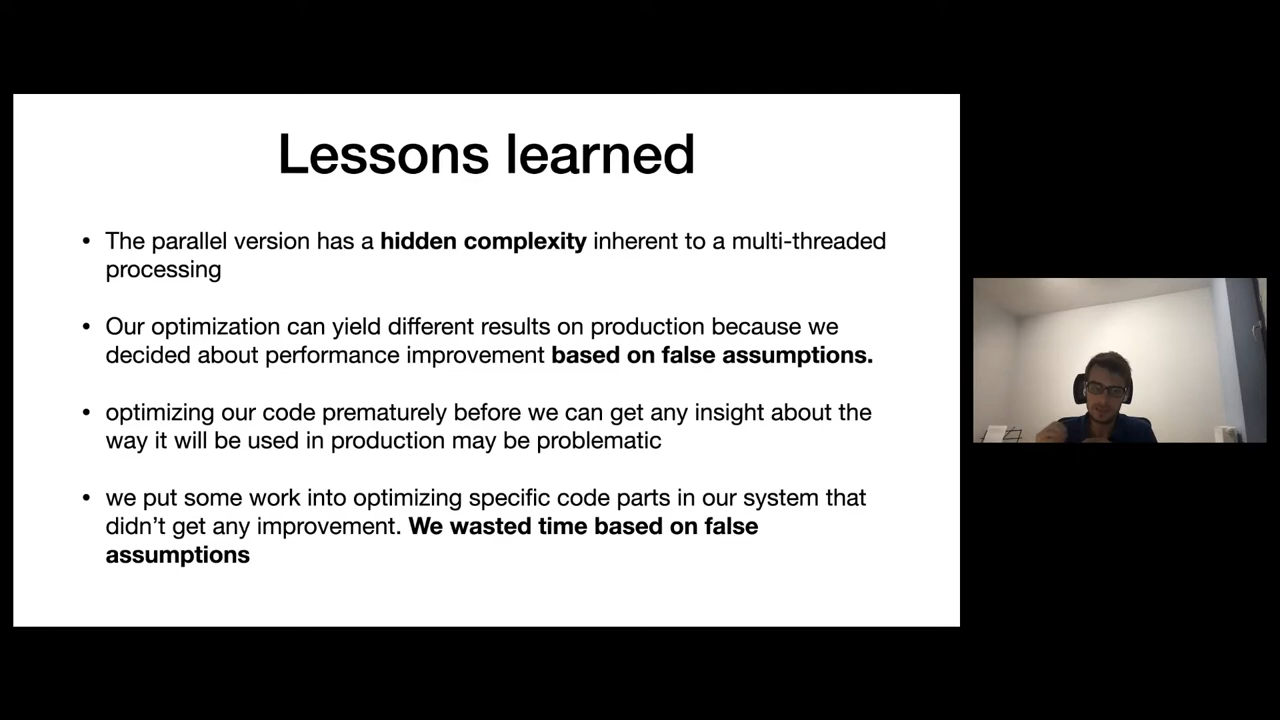 Lessons learned
• The parallel version has a hidden complexity inherent to a multi-threaded
processing
• Our optimization can yield different results on production because we
decided about performance improvement based on false assumptions.
• optimizing our code prematurely before we can get any insight about the
way it will be used in production may be problematic
• we put some work into optimizing specific code parts in our system that
didn’t get any improvement. We wasted time based on false
assumptions